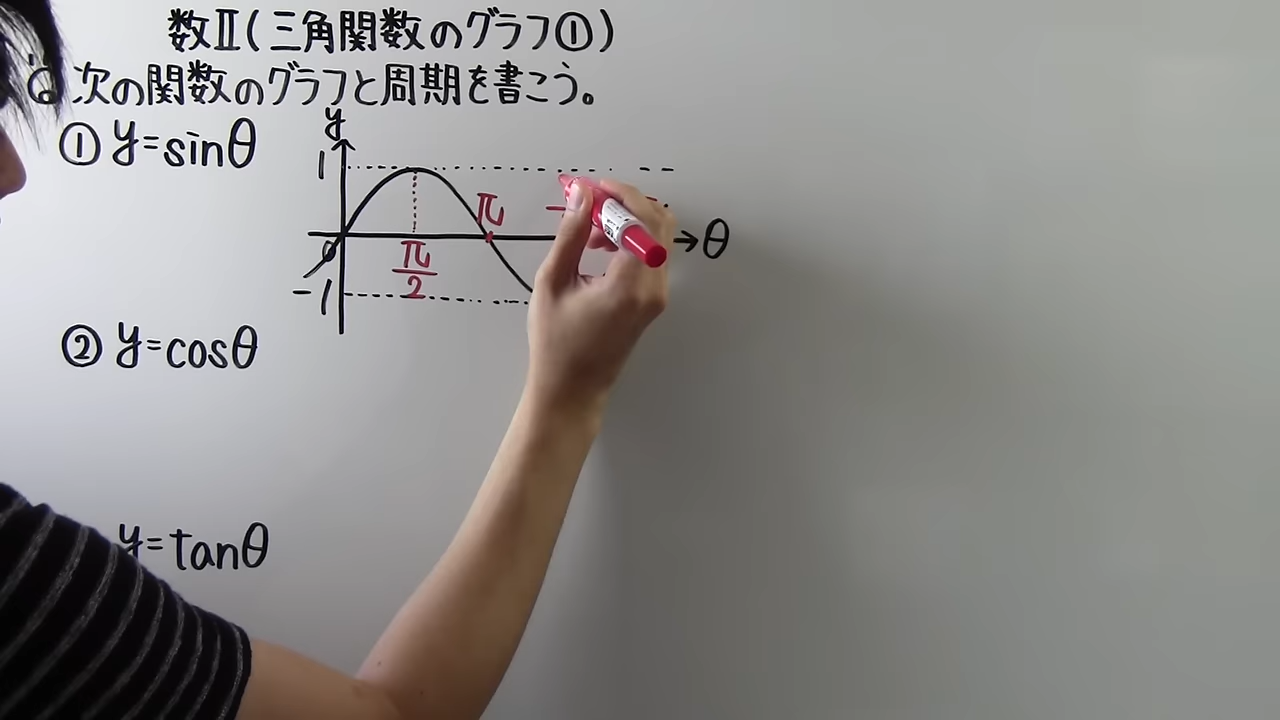 数Ⅱ(三角関数のグラフ①)
次の関数のグラフと周期を書こう。
① y=sinθ
y
1
π
θ
0
π/2
-1
② y=cosθ
y=tanθ